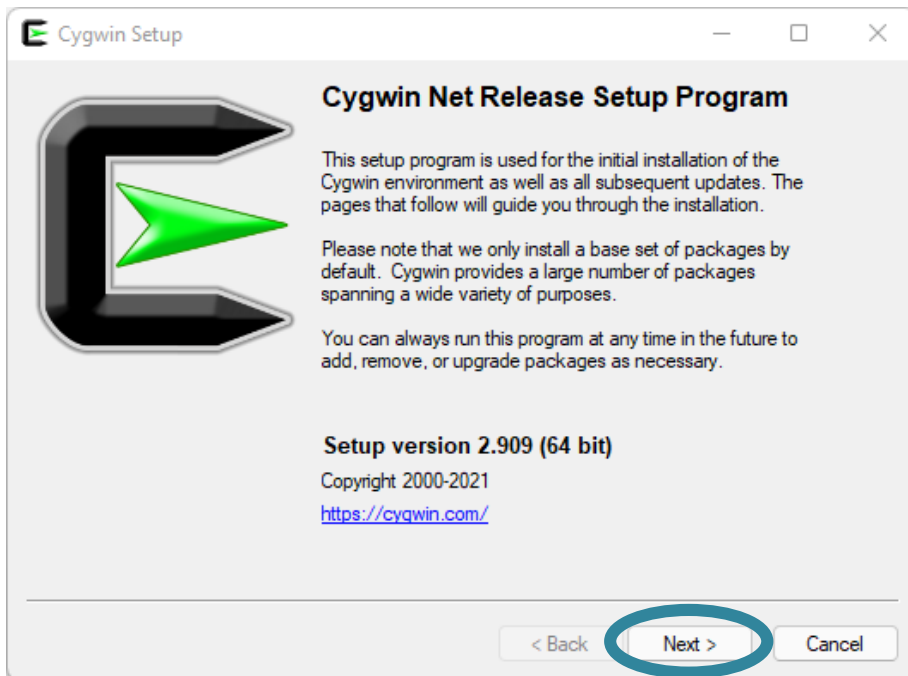 Cygwin Setup
Cygwin Net Release Setup Program
This setup program is used for the initial installation of the
Cygwin environment as well as all subsequent updates. The
pages that follow will guide you through the installation.
Please note that we only install a base set of packages by
default. Cygwin provides a large number of packages
spanning a wide variety of purposes.
You can always run this program at any time in the future to
add, remove, or upgrade packages as necessary.
Setup version 2.909 (64 bit)
Copyright 2000-2021
https://cygwin.com/
< Back Next > Cancel